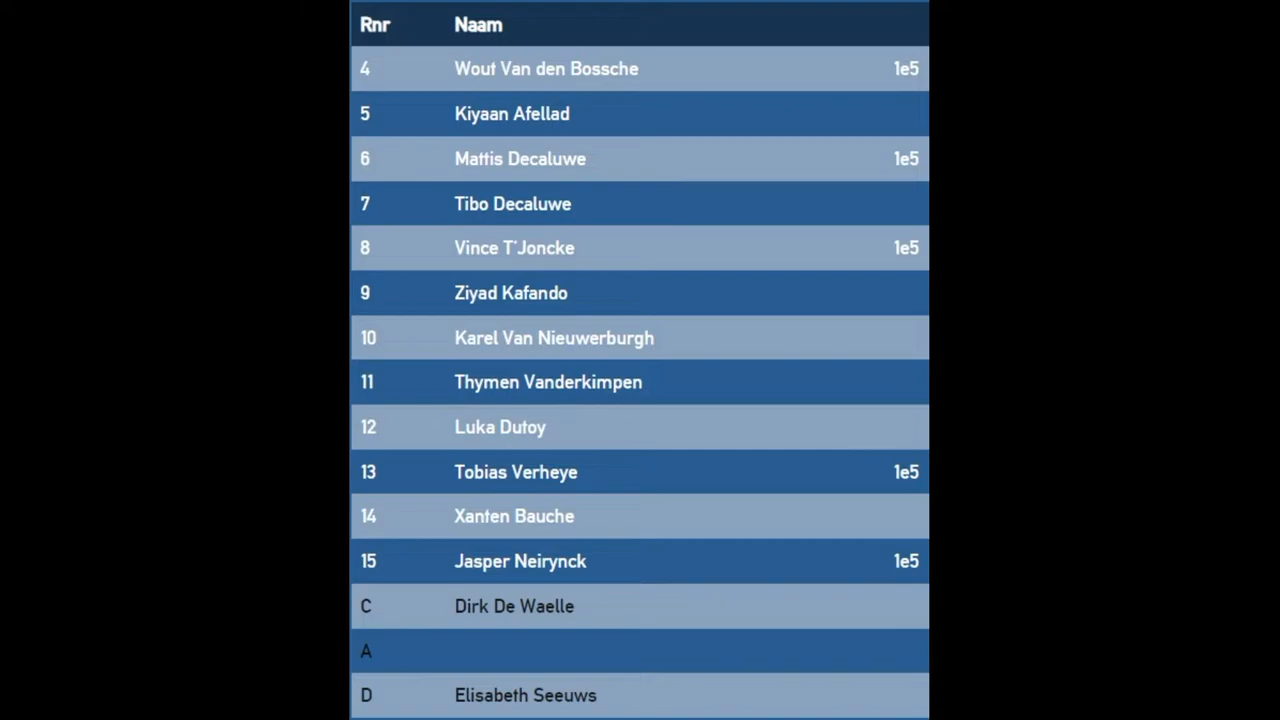 Rnr Naam
4 Wout Van den Bossche 1e5
5 Kiyaan Afellad
6 Mattis Decaluwe 1e5
7 Tibo Decaluwe
8 Vince T'Joncke 1e5
9 Ziyad Kafando
10 Karel Van Nieuwerburgh
11 Thymen Vanderkimpen
12 Luka Dutoy
13 Tobias Verheye 1e5
14 Xanten Bauche
15 Jasper Neirynck 1e5
C Dirk De Waelle
A
D Elisabeth Seeuws